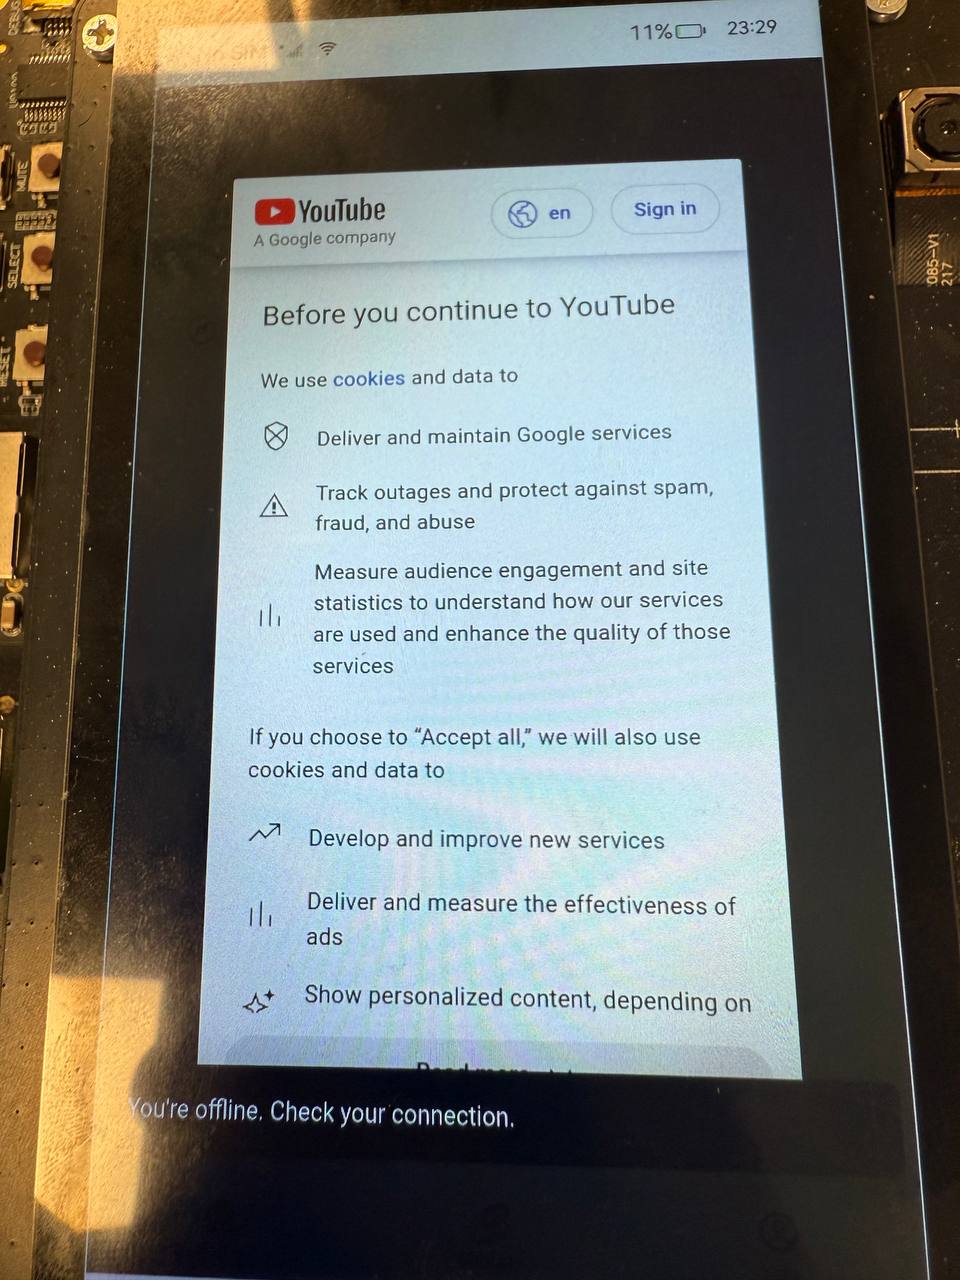 DEBUG
11% 23:29
MUTE
SELECT
RESET
085-V1
217
YouTube
A Google company
en
Sign in
Before you continue to YouTube
We use cookies and data to
Deliver and maintain Google services
Track outages and protect against spam,
fraud, and abuse
Measure audience engagement and site
statistics to understand how our services
are used and enhance the quality of those
services
If you choose to “Accept all,” we will also use
cookies and data to
Develop and improve new services
Deliver and measure the effectiveness of
ads
Show personalized content, depending on
You're offline. Check your connection.